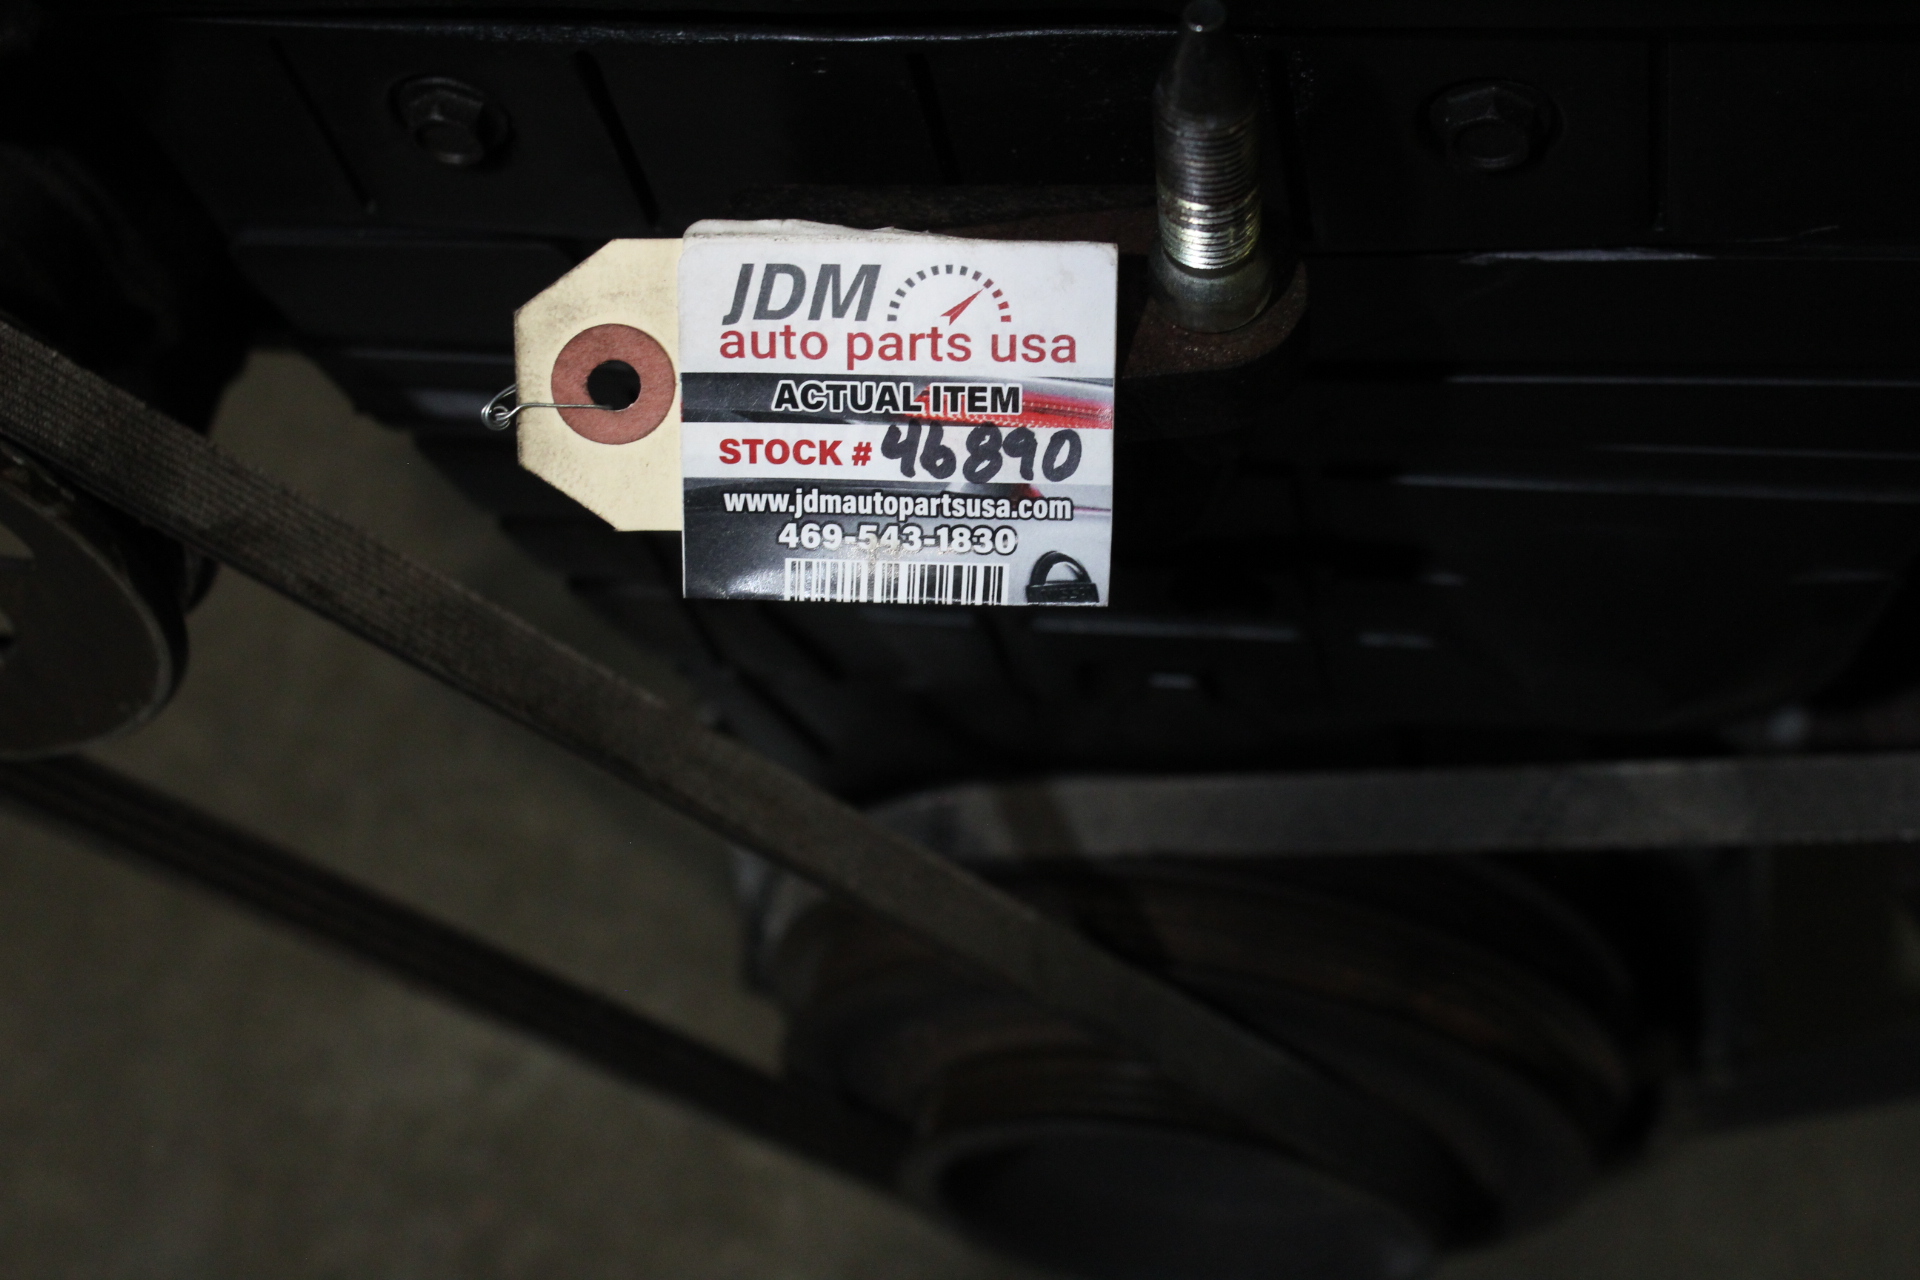 JDM
auto parts usa
ACTUAL ITEM
STOCK # 46890
www.jdmautopartsusa.com
469-543-1830